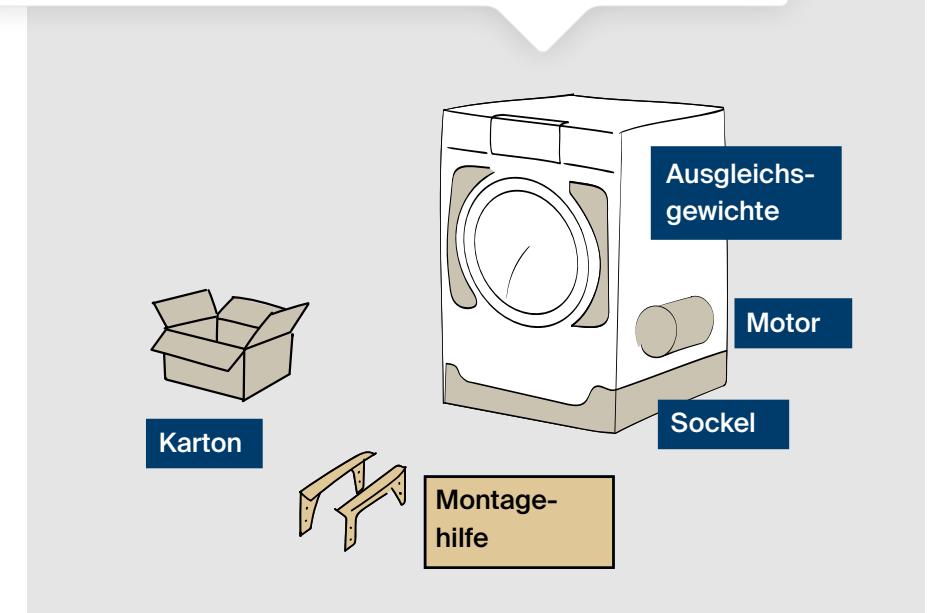 Ausgleichs-
gewichte
Motor
Sockel
Karton
Montage-
hilfe